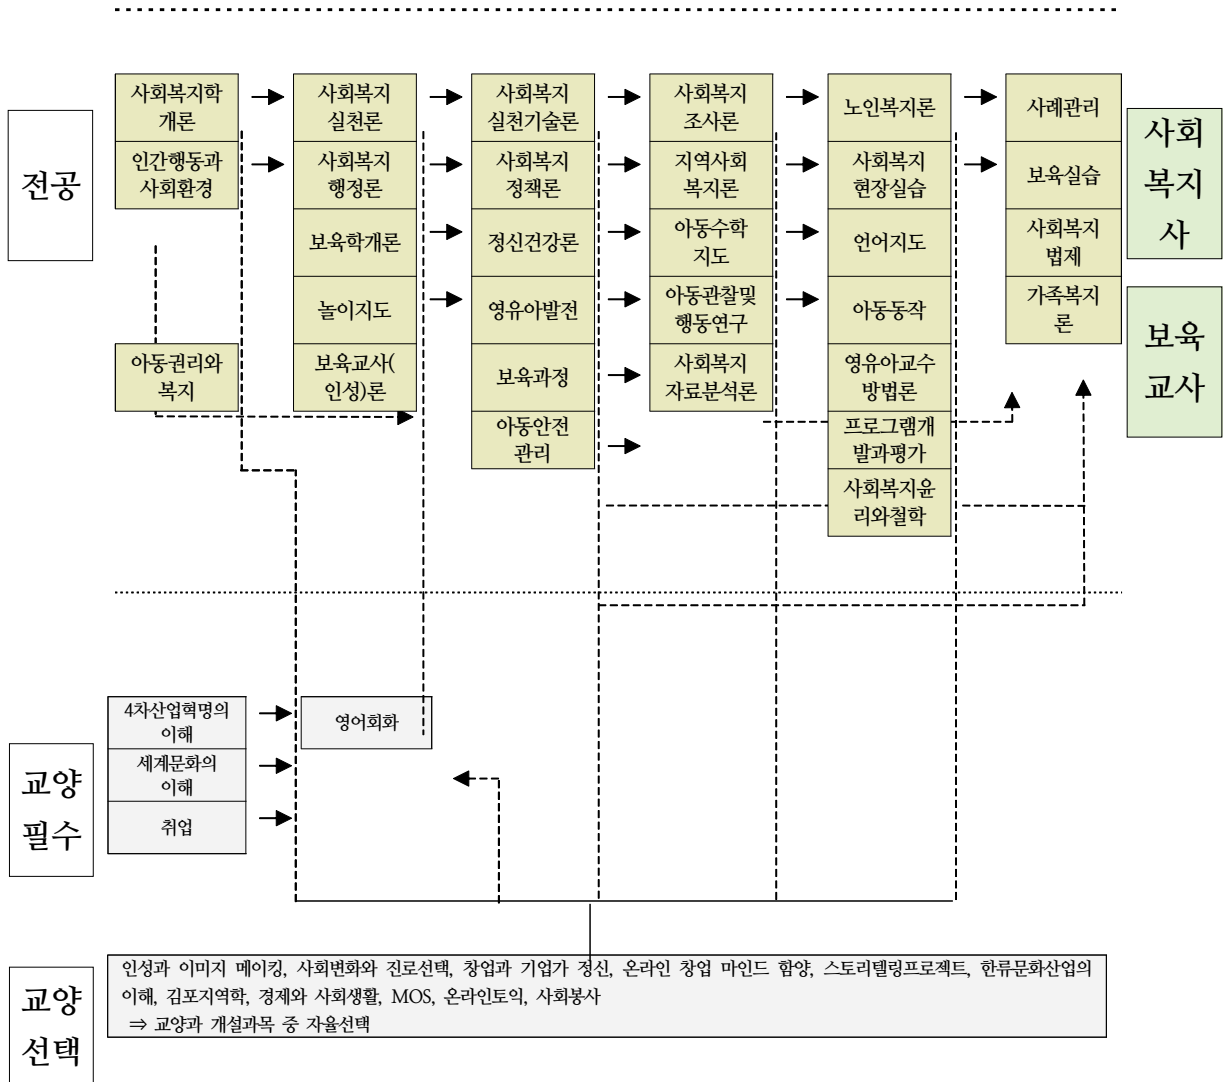 전공
사회복지학
개론
인간행동과
사회환경
아동권리와
복지
사회복지
실천론
사회복지
행정론
보육학개론
놀이지도
보육교사(
인성)론
사회복지
실천기술론
사회복지
정책론
정신건강론
영유아발전
보육과정
아동안전
관리
사회복지
조사론
지역사회
복지론
아동수학
지도
아동관찰및
행동연구
사회복지
자료분석론
노인복지론
사회복지
현장실습
언어지도
아동동작
영유아교수
방법론
프로그램개
발과평가
사회복지윤
리와철학
사례관리
보육실습
사회복지
법제
가족복지
론
사회
복지
사
보육
교사
교양
필수
4차산업혁명의
이해
세계문화의
이해
취업
영어회화
교양
선택
인성과 이미지 메이킹, 사회변화와 진로선택, 창업과 기업가 정신, 온라인 창업 마인드 함양, 스토리텔링프로젝트, 한류문화산업의
이해, 김포지역학, 경제와 사회생활, MOS, 온라인토익, 사회봉사
⇒ 교양과 개설과목 중 자율선택